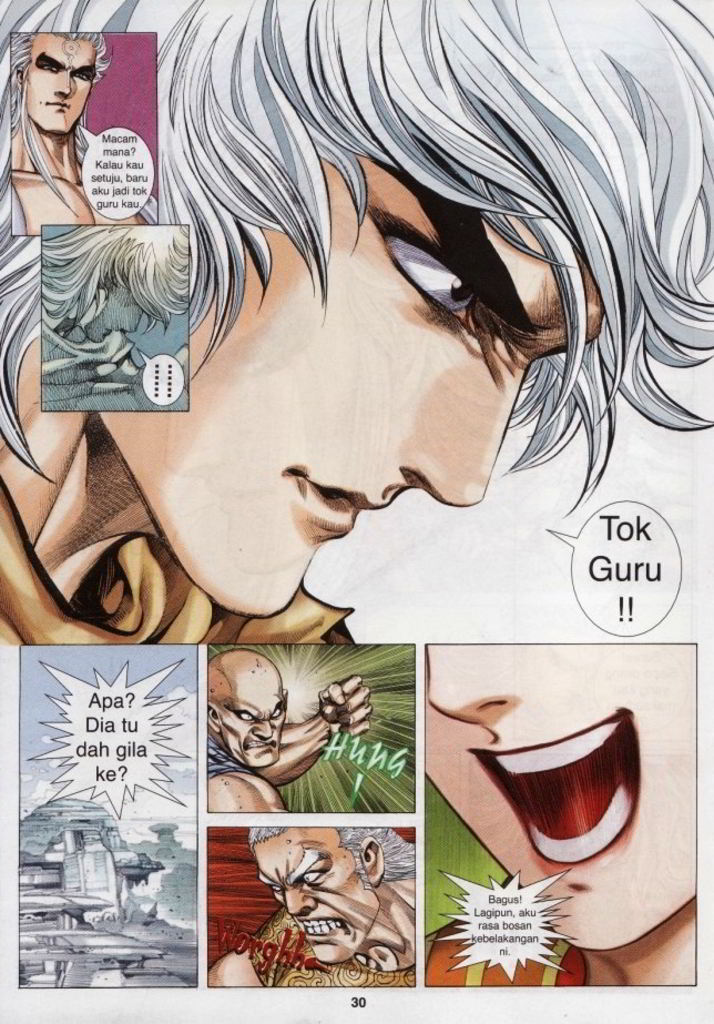 Macam
mana?
Kalau kau
setuju, baru
aku jadi tok
guru kau.
Tok
Guru
!!
Apa?
Dia tu
dah gila
ke?
Hung
!
Worghhh
Bagus!
Lagipun, aku
rasa bosan
kebelakangan
ni.
30